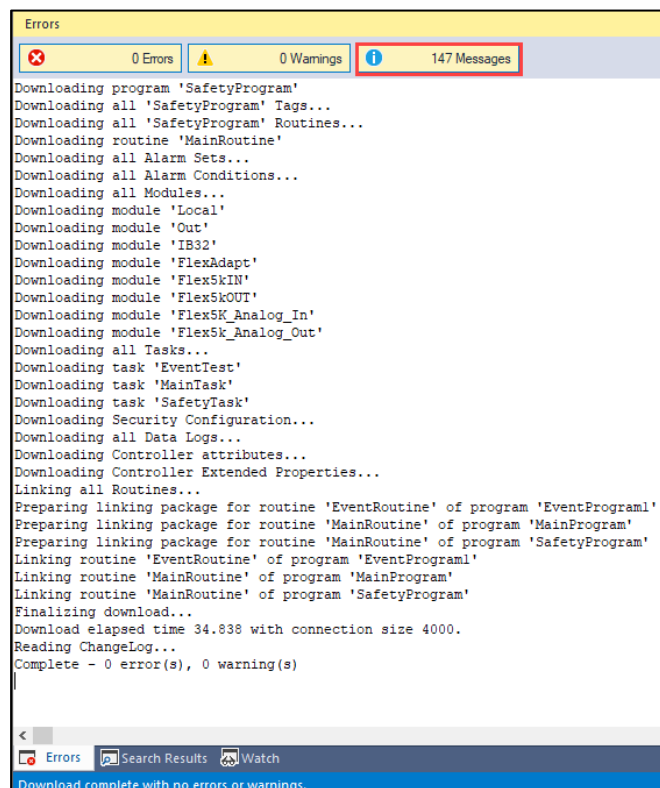 Errors
0 Errors 0 Warnings 147 Messages
Downloading program 'SafetyProgram'
Downloading all 'SafetyProgram' Tags...
Downloading all 'SafetyProgram' Routines...
Downloading routine 'MainRoutine'
Downloading all Alarm Sets...
Downloading all Alarm Conditions...
Downloading all Modules...
Downloading module 'Local'
Downloading module 'Out'
Downloading module 'IB32'
Downloading module 'FlexAdapt'
Downloading module 'Flex5kIN'
Downloading module 'Flex5kOUT'
Downloading module 'Flex5K_Analog_In'
Downloading module 'Flex5k_Analog_Out'
Downloading all Tasks...
Downloading task 'EventTest'
Downloading task 'MainTask'
Downloading task 'SafetyTask'
Downloading Security Configuration...
Downloading all Data Logs...
Downloading Controller attributes...
Downloading Controller Extended Properties...
Linking all Routines...
Preparing linking package for routine 'EventRoutine' of program 'EventProgram1'
Preparing linking package for routine 'MainRoutine' of program 'MainProgram'
Preparing linking package for routine 'MainRoutine' of program 'SafetyProgram'
Linking routine 'EventRoutine' of program 'EventProgram1'
Linking routine 'MainRoutine' of program 'MainProgram'
Linking routine 'MainRoutine' of program 'SafetyProgram'
Finalizing download...
Download elapsed time 34.838 with connection size 4000.
Reading ChangeLog...
Complete - 0 error(s), 0 warning(s)
Errors Search Results Watch
Download complete with no errors or warnings.